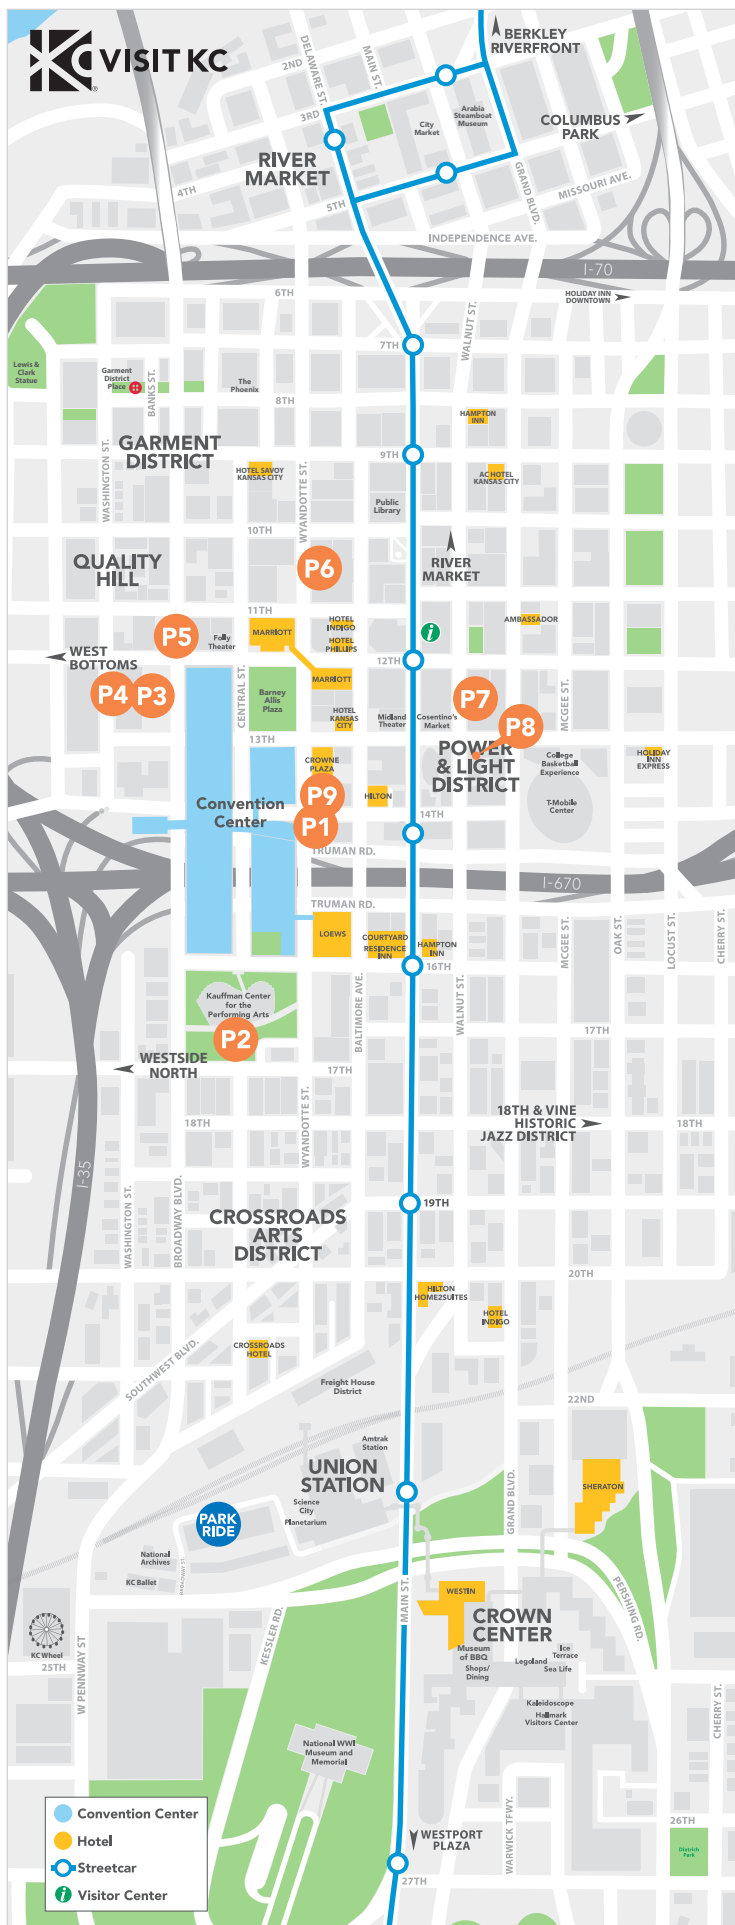 VISIT KC
BERKLEY
RIVERFRONT
DELAWARE ST.
MAIN ST.
2ND
3RD
City
Market
Arabia
Steamboat
Museum
COLUMBUS
PARK
RIVER
MARKET
4TH
5TH
GRAND BLVD.
MISSOURI AVE.
INDEPENDENCE AVE.
I-70
6TH
HOLIDAY INN
DOWNTOWN
WALNUT ST.
7TH
Lewis &
Clark
Statue
Garment
District
Place
BANKS ST.
The
Phoenix
8TH
HAMPTON
INN
GARMENT
DISTRICT
WASHINGTON ST.
9TH
HOTEL SAVOY
KANSAS CITY
WYANDOTTE ST.
AC HOTEL
KANSAS CITY
Public
Library
10TH
QUALITY
HILL
P6
RIVER
MARKET
11TH
P5
Folly
Theater
MARRIOTT
HOTEL
INDIGO
HOTEL
PHILLIPS
AMBASSADOR
i
WEST
BOTTOMS
12TH
P4
P3
CENTRAL ST.
Barney
Allis
Plaza
MARRIOTT
HOTEL
KANSAS
CITY
Midland
Theater
Cosentino's
Market
P7
P8
MCGEE ST.
13TH
POWER
& LIGHT
DISTRICT
CROWNE
PLAZA
College
Basketball
Experience
HOLIDAY
INN
EXPRESS
Convention
Center
P9
HILTON
T-Mobile
Center
P1
14TH
TRUMAN RD.
I-670
TRUMAN RD.
LOEWS
COURTYARD
RESIDENCE
INN
HAMPTON
INN
16TH
MCGEE ST.
OAK ST.
LOCUST ST.
CHERRY ST.
Kauffman Center
for the
Performing Arts
P2
BALTIMORE AVE.
WALNUT ST.
17TH
WESTSIDE
NORTH
17TH
WYANDOTTE ST.
18TH
18TH & VINE
HISTORIC
JAZZ DISTRICT
18TH
I-35
WASHINGTON ST.
BROADWAY BLVD.
19TH
CROSSROADS
ARTS
DISTRICT
20TH
HILTON
HOME2SUITES
HOTEL
INDIGO
CROSSROADS
HOTEL
SOUTHWEST BLVD.
Freight House
District
22ND
Amtrak
Station
UNION
STATION
GRAND BLVD.
SHERATON
Science
City
Planetarium
PARK
RIDE
National
Archives
KC Ballet
BROADWAY ST.
MAIN ST.
WESTIN
CROWN
CENTER
PERSHING RD.
KESSLER RD.
KC Wheel
25TH
W PENNWAY ST
Museum
of BBQ
Shops/
Dining
Legoland
Ice
Terrace
Sea Life
Kaleidoscope
Hallmark
Visitors Center
CHERRY ST.
National WWI
Museum and
Memorial
WARWICK TFWY.
WESTPORT
PLAZA
26TH
Dietrich
Park
27TH
Convention Center
Hotel
Streetcar
i Visitor Center